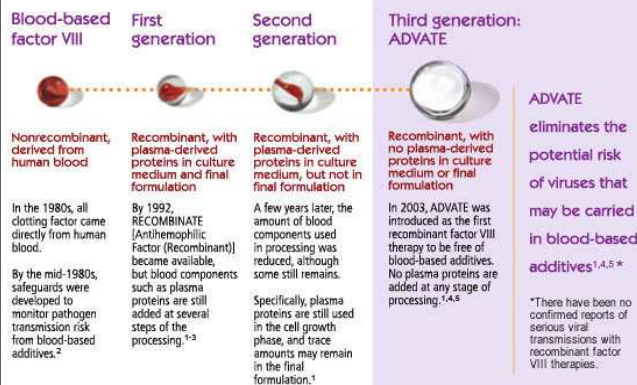 Blood-based
factor VIII
Nonrecombinant,
derived from
human blood
In the 1980s, all
clotting factor came
directly from human
blood.
By the mid-1980s,
safeguards were
developed to
monitor pathogen
transmission risk
from blood-based
additives.²
First
generation
Recombinant, with
plasma-derived
proteins in culture
medium and final
formulation
By 1992,
RECOMBINATE
[Antihemophilic
Factor (Recombinant)]
became available,
but blood components
such as plasma
proteins are still
added at several
steps of the
processing.¹⁻³
Second
generation
Recombinant, with
plasma-derived
proteins in culture
medium, but not in
final formulation
A few years later, the
amount of blood
components used
in processing was
reduced, although
some still remains.
Specifically, plasma
proteins are still used
in the cell growth
phase, and trace
amounts may remain
in the final
formulation.¹
Third generation:
ADVATE
Recombinant, with
no plasma-derived
proteins in culture
medium or final
formulation
In 2003, ADVATE was
introduced as the first
recombinant factor VIII
therapy to be free of
blood-based additives.
No plasma proteins are
added at any stage of
processing.¹,⁴,⁵
ADVATE
eliminates the
potential risk
of viruses that
may be carried
in blood-based
additives¹,⁴,⁵ *
*There have been no
confirmed reports of
serious viral
transmissions with
recombinant factor
VIII therapies.